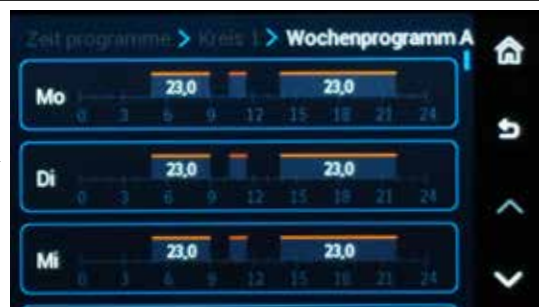 Zeitprogramme > Kreis 1 > Wochenprogramm A
Mo 23,0 23,0
0 3 6 9 12 15 18 21 24
Di 23,0 23,0
0 3 6 9 12 15 18 21 24
Mi 23,0 23,0
0 3 6 9 12 15 18 21 24